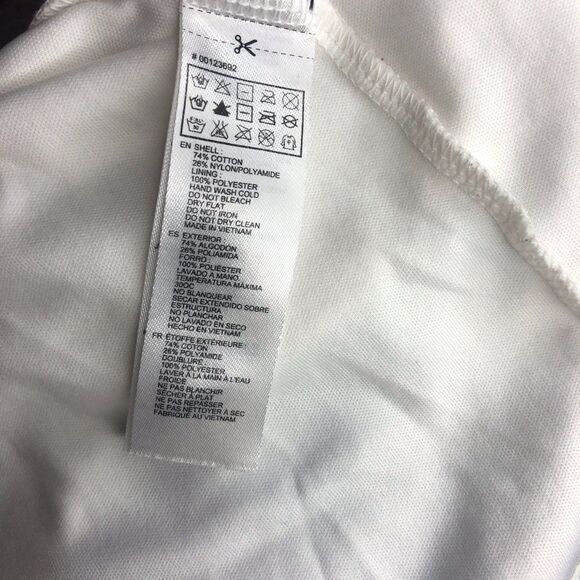 # 00123692
EN SHELL :
74% COTTON
26% NYLON/POLYAMIDE
LINING :
100% POLYESTER
HAND WASH COLD
DO NOT BLEACH
DRY FLAT
DO NOT IRON
DO NOT DRY CLEAN
MADE IN VIETNAM
ES EXTERIOR
74% ALGODÓN
26% POLIAMIDA
FORRO
100% POLIÉSTER
LAVADO A MANO.
TEMPERATURA MÁXIMA
30OC
NO BLANQUEAR
SECAR EXTENDIDO SOBRE
ESTRUCTURA
NO PLANCHAR
NO LAVADO EN SECO
HECHO EN VIETNAM
FR ÉTOFFE EXTÉRIEURE :
74% COTON
26% POLYAMIDE
DOUBLURE :
100% POLYESTER
LAVER À LA MAIN À L'EAU
FROIDE
NE PAS BLANCHIR
SÉCHER À PLAT
NE PAS REPASSER
NE PAS NETTOYER À SEC
FABRIQUÉ AU VIETNAM